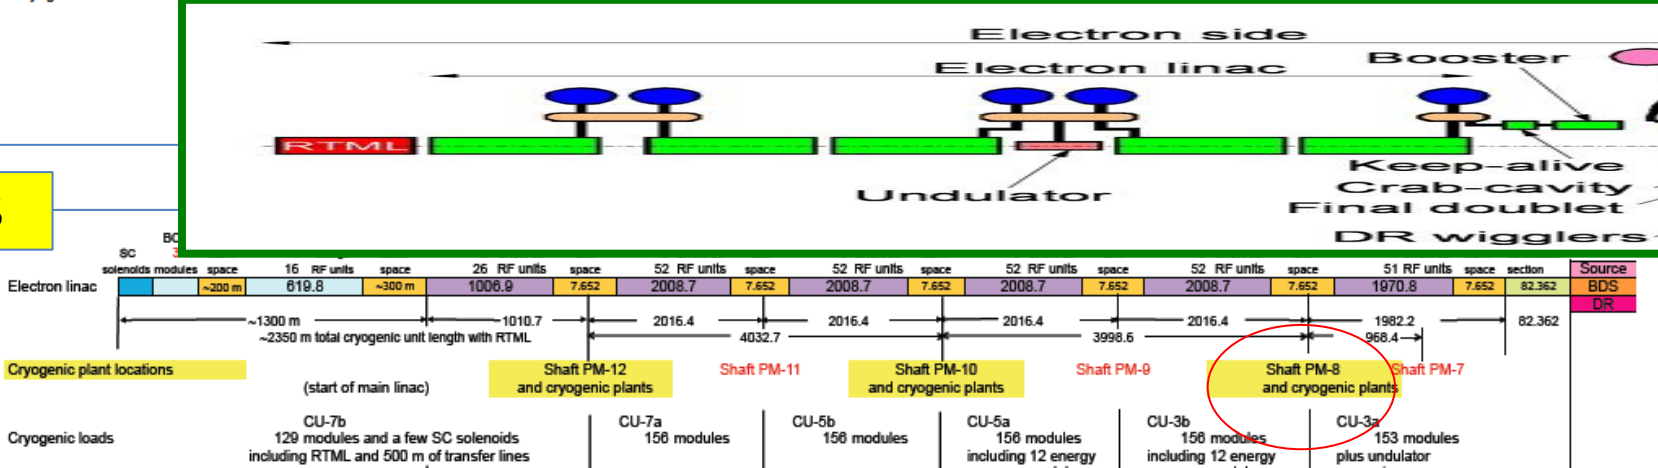 Electron side
Electron linac
Booster
RTML
Undulator
Keep-alive
Crab-cavity
Final doublet
DR wigglers
SC
solenoids modules space 16 RF units space 26 RF units space 52 RF units space 52 RF units space 52 RF units space 52 RF units space 51 RF units space section
Source
Electron linac ~200 m 619.8 ~300 m 1006.9 7.652 2008.7 7.652 2008.7 7.652 2008.7 7.652 2008.7 7.652 1970.8 7.652 82.362 BDS
DR
~1300 m 1010.7 2016.4 2016.4 2016.4 2016.4 1982.2 82.362
~2350 m total cryogenic unit length with RTML 4032.7 3998.6 968.4
Cryogenic plant locations Shaft PM-12 Shaft PM-11 Shaft PM-10 Shaft PM-9 Shaft PM-8 Shaft PM-7
(start of main linac) and cryogenic plants and cryogenic plants and cryogenic plants
CU-7b CU-7a CU-5b CU-5a CU-3b CU-3a
Cryogenic loads 129 modules and a few SC solenoids 156 modules 156 modules 156 modules 156 modules 153 modules
including RTML and 500 m of transfer lines including 12 energy including 12 energy plus undulator